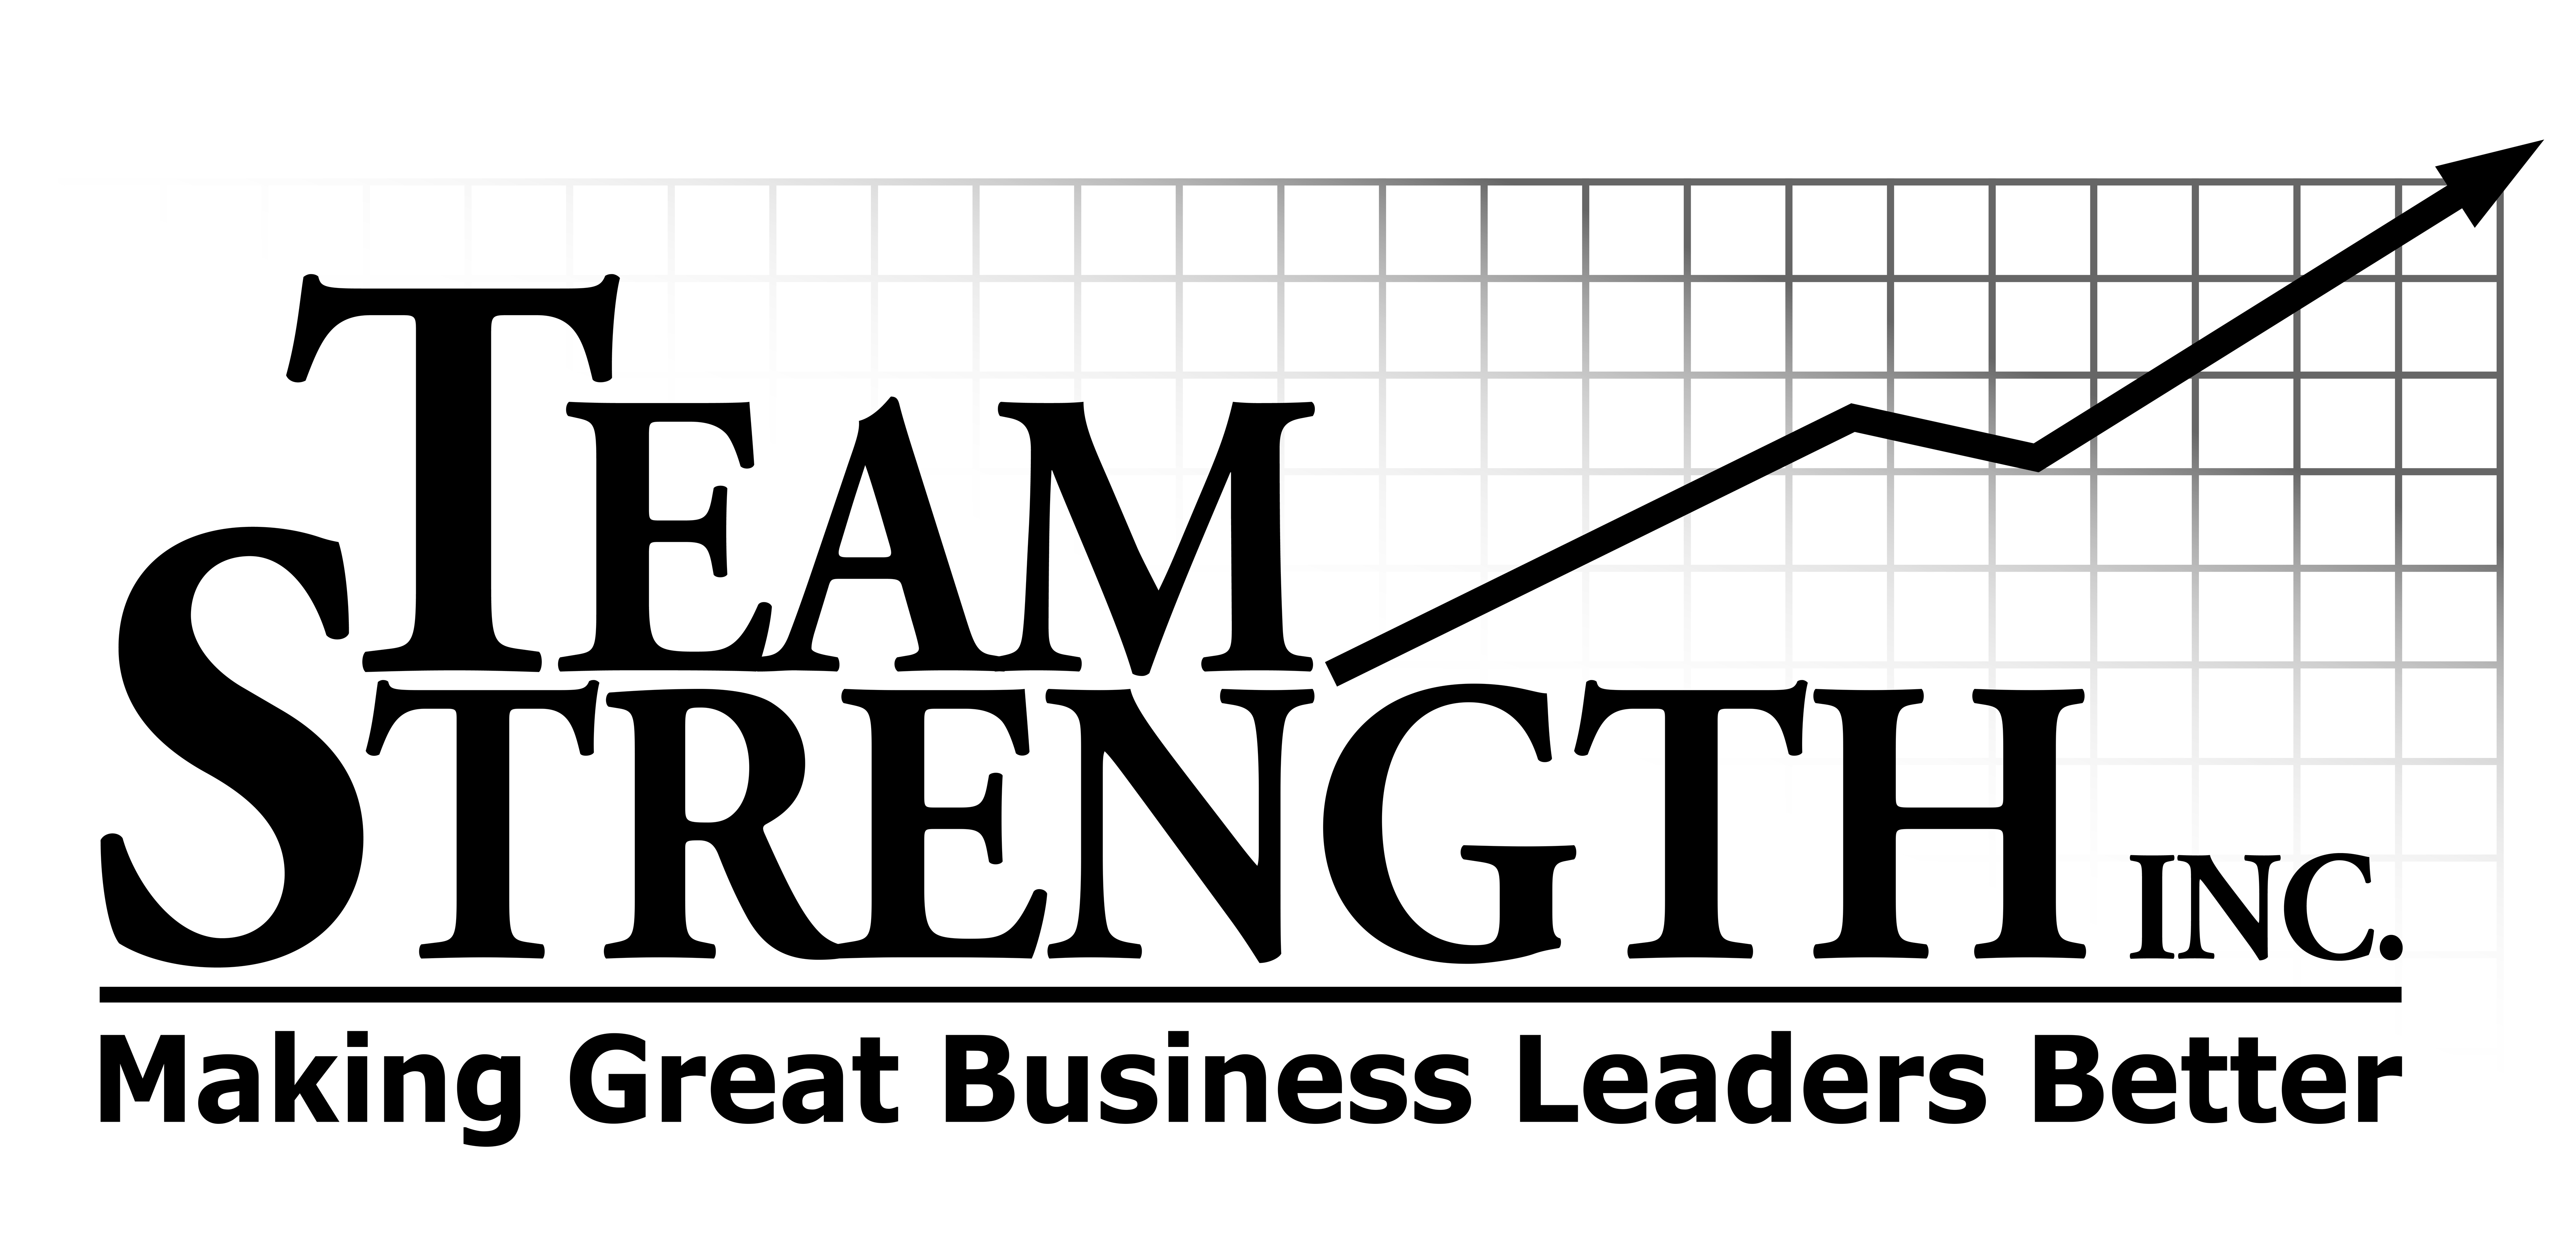 TEAM
STRENGTH INC.
Making Great Business Leaders Better